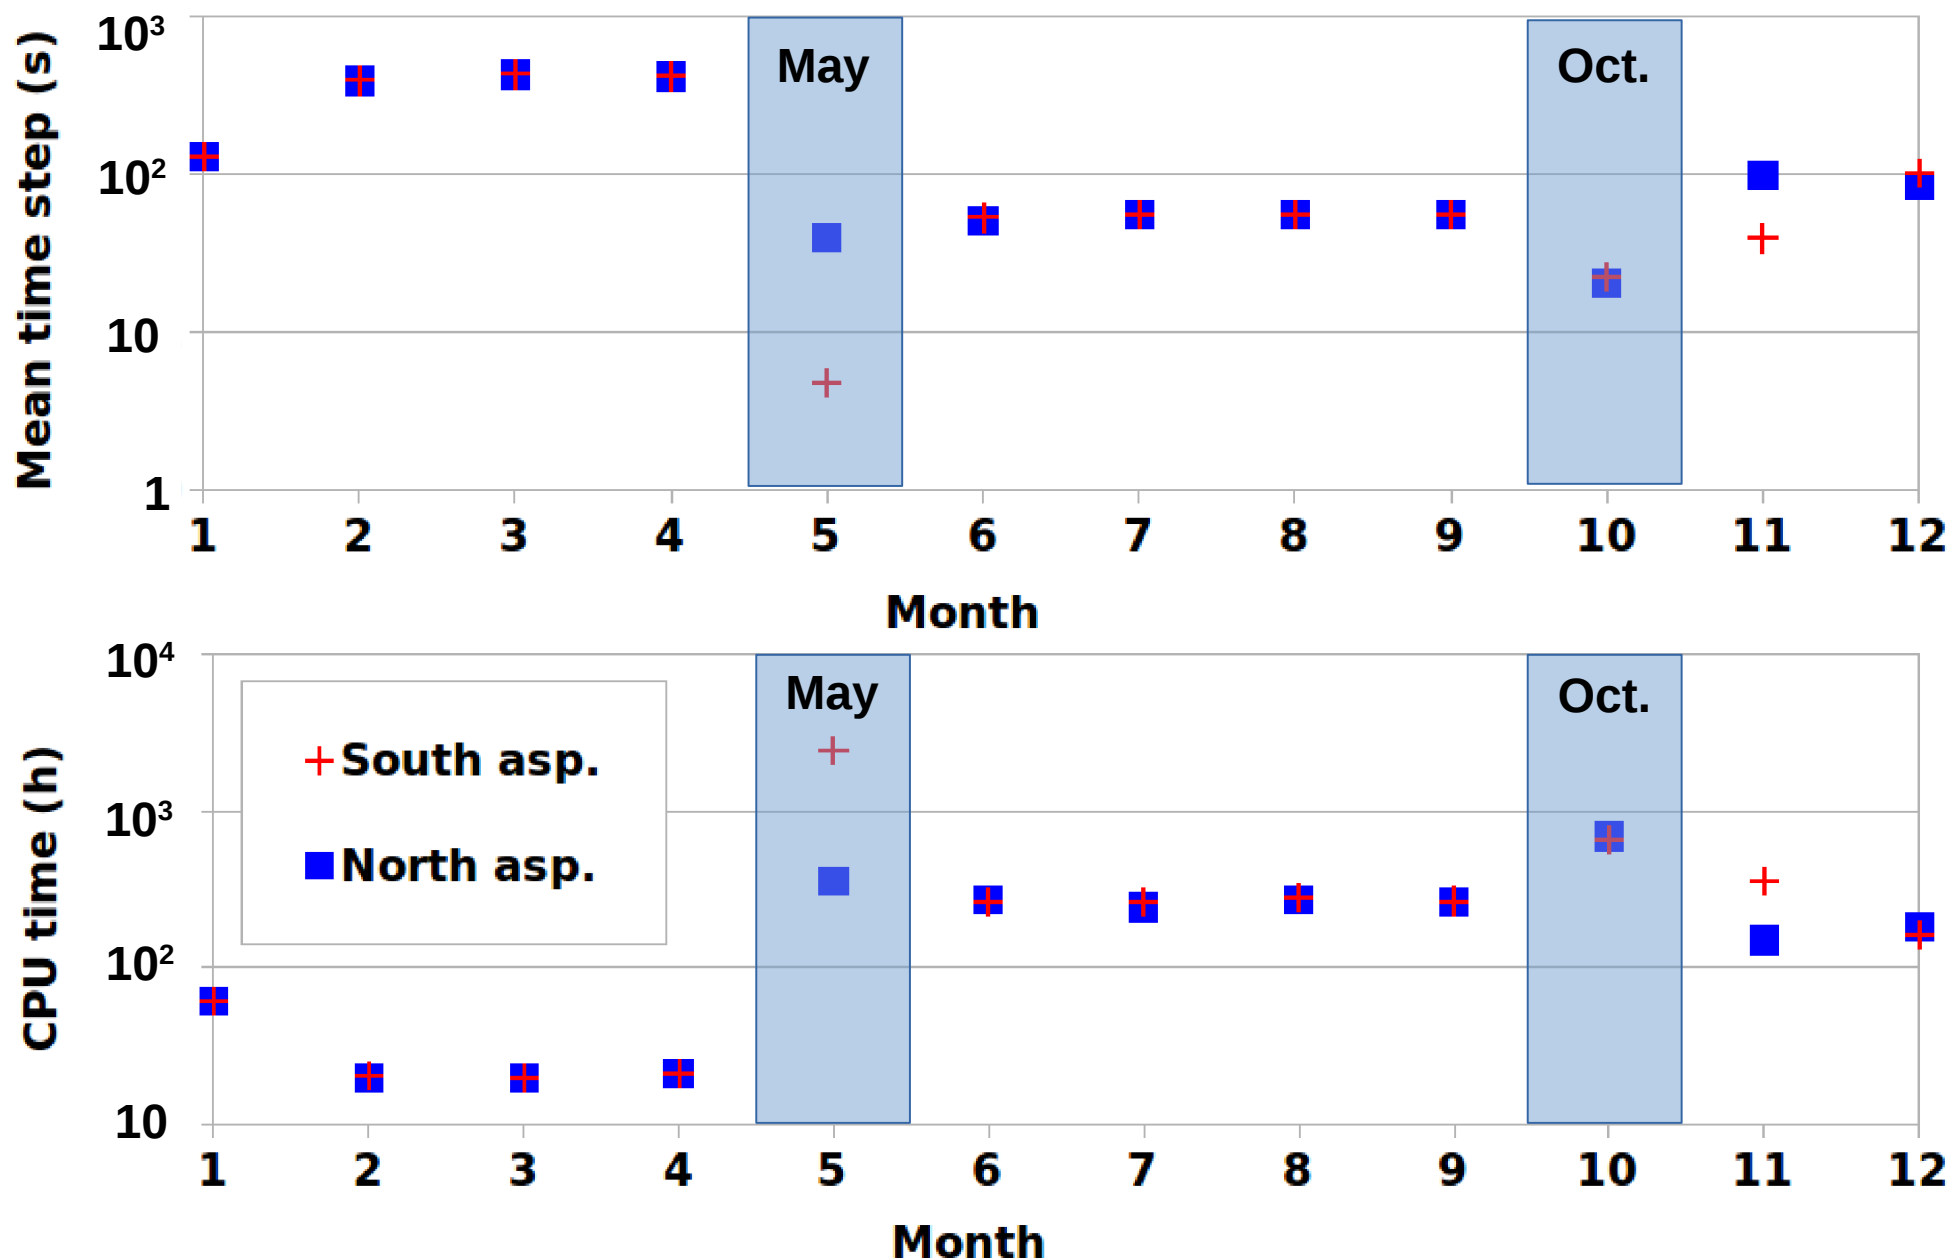 Mean time step (s)
10³
10²
10
1
May
Oct.
1 2 3 4 5 6 7 8 9 10 11 12
Month
CPU time (h)
10⁴
10³
10²
10
May
Oct.
South asp.
North asp.
1 2 3 4 5 6 7 8 9 10 11 12
Month